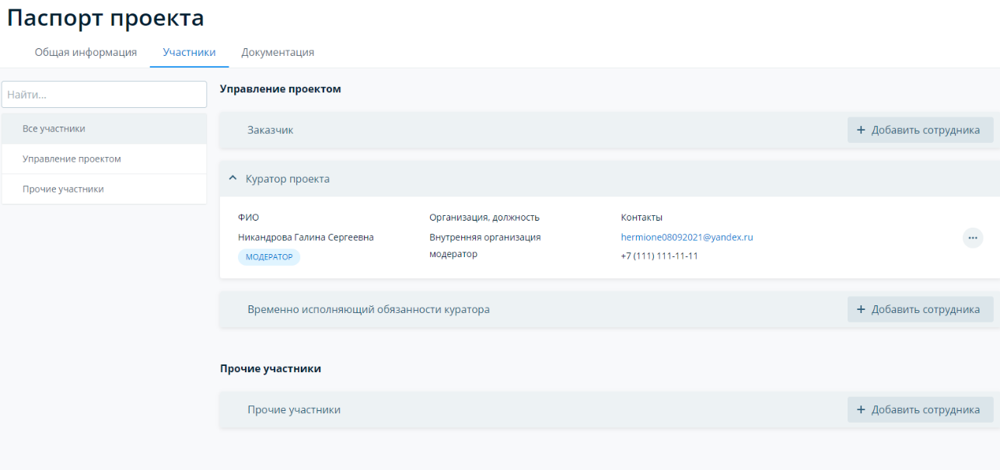 Паспорт проекта
Общая информация Участники Документация
Найти...
Все участники
Управление проектом
Прочие участники
Управление проектом
Заказчик + Добавить сотрудника
Куратор проекта
ФИО Организация, должность Контакты
Никандрова Галина Сергеевна Внутренняя организация hermione08092021@yandex.ru
МОДЕРАТОР модератор +7 (111) 111-11-11
Временно исполняющий обязанности куратора + Добавить сотрудника
Прочие участники
Прочие участники + Добавить сотрудника